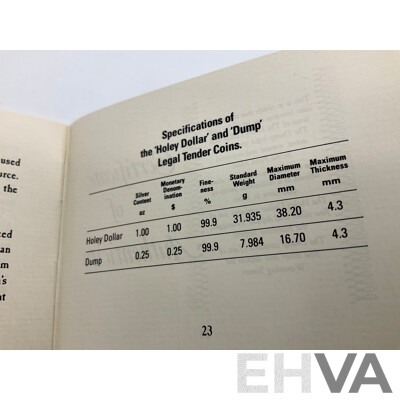 used
urce.
the
ced
an
m
's
nt
Specifications of
the 'Holey Dollar' and 'Dump'
Legal Tender Coins.
Silver Content oz Monetary Denom-ination $ Fine-ness % Standard Weight g Maximum Diameter mm Maximum Thickness mm
Holey Dollar 1.00 1.00 99.9 31.935 38.20 4.3
Dump 0.25 0.25 99.9 7.984 16.70 4.3
23
EHVA